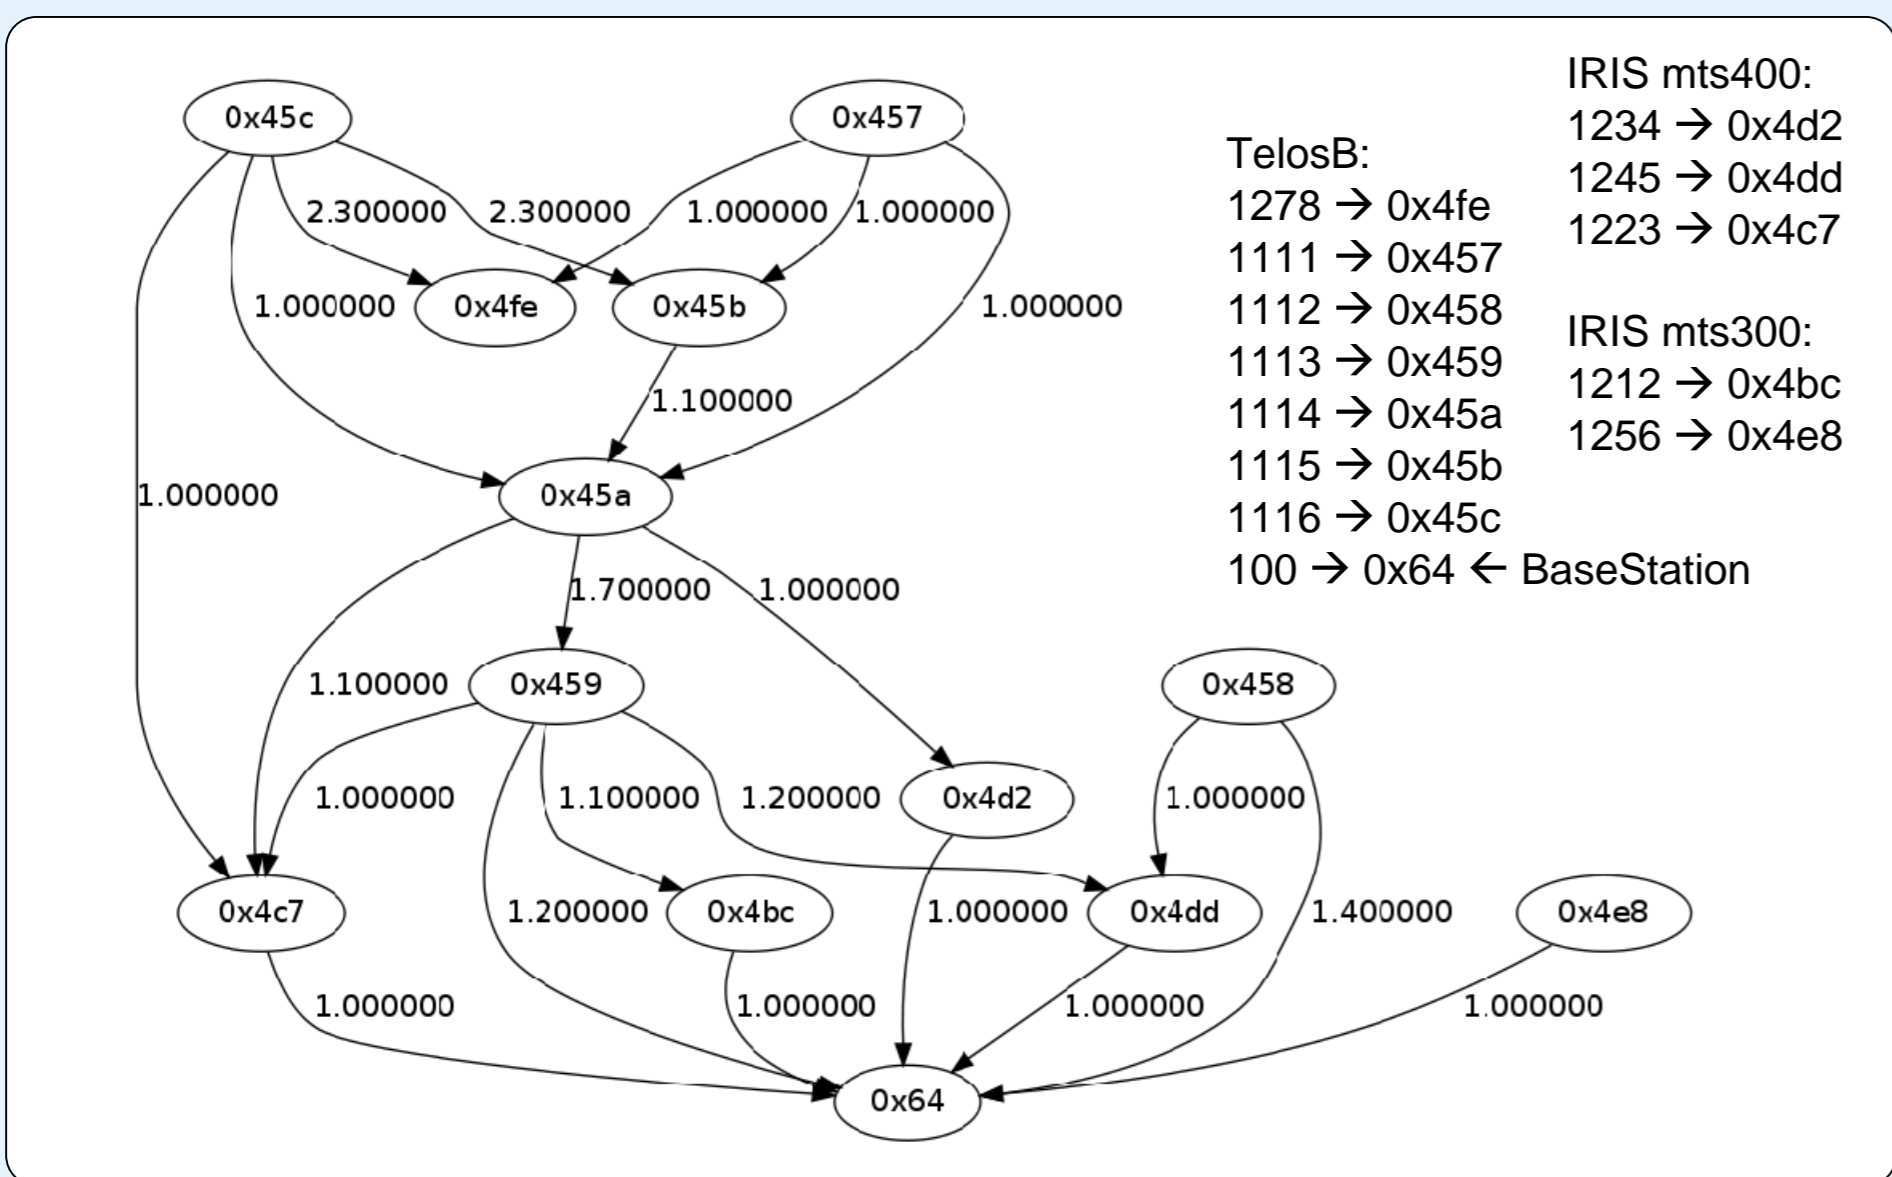 0x45c
0x457
2.300000
2.300000
1.000000
1.000000
1.000000
0x4fe
0x45b
1.000000
1.100000
1.000000
0x45a
1.700000
1.000000
1.100000
0x459
0x458
1.000000
1.100000
1.200000
0x4d2
1.000000
0x4c7
1.200000
0x4bc
1.000000
0x4dd
1.400000
0x4e8
1.000000
1.000000
1.000000
1.000000
0x64
TelosB:
1278 → 0x4fe
1111 → 0x457
1112 → 0x458
1113 → 0x459
1114 → 0x45a
1115 → 0x45b
1116 → 0x45c
100 → 0x64 ← BaseStation
IRIS mts400:
1234 → 0x4d2
1245 → 0x4dd
1223 → 0x4c7
IRIS mts300:
1212 → 0x4bc
1256 → 0x4e8